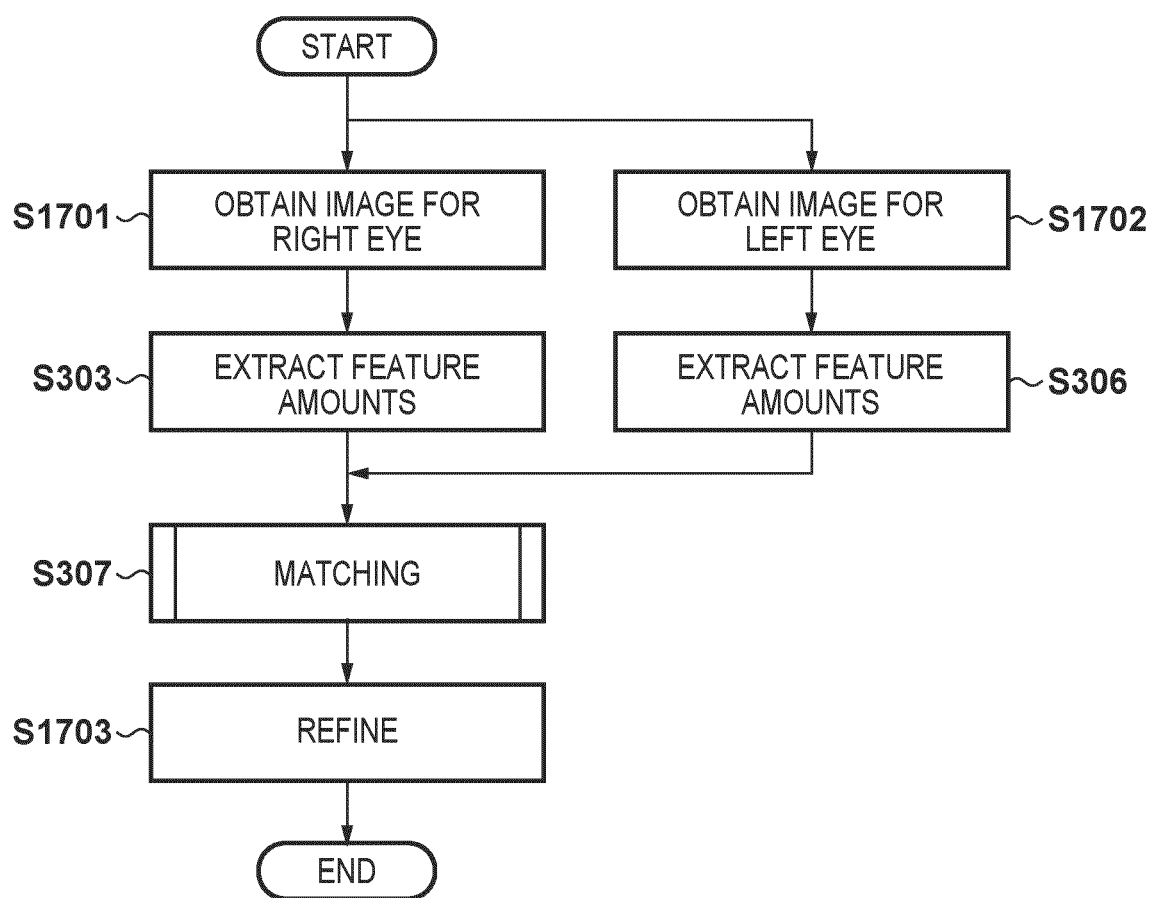 START
S1701
OBTAIN IMAGE FOR
RIGHT EYE
OBTAIN IMAGE FOR
LEFT EYE
S1702
S303
EXTRACT FEATURE
AMOUNTS
EXTRACT FEATURE
AMOUNTS
S306
S307
MATCHING
S1703
REFINE
END